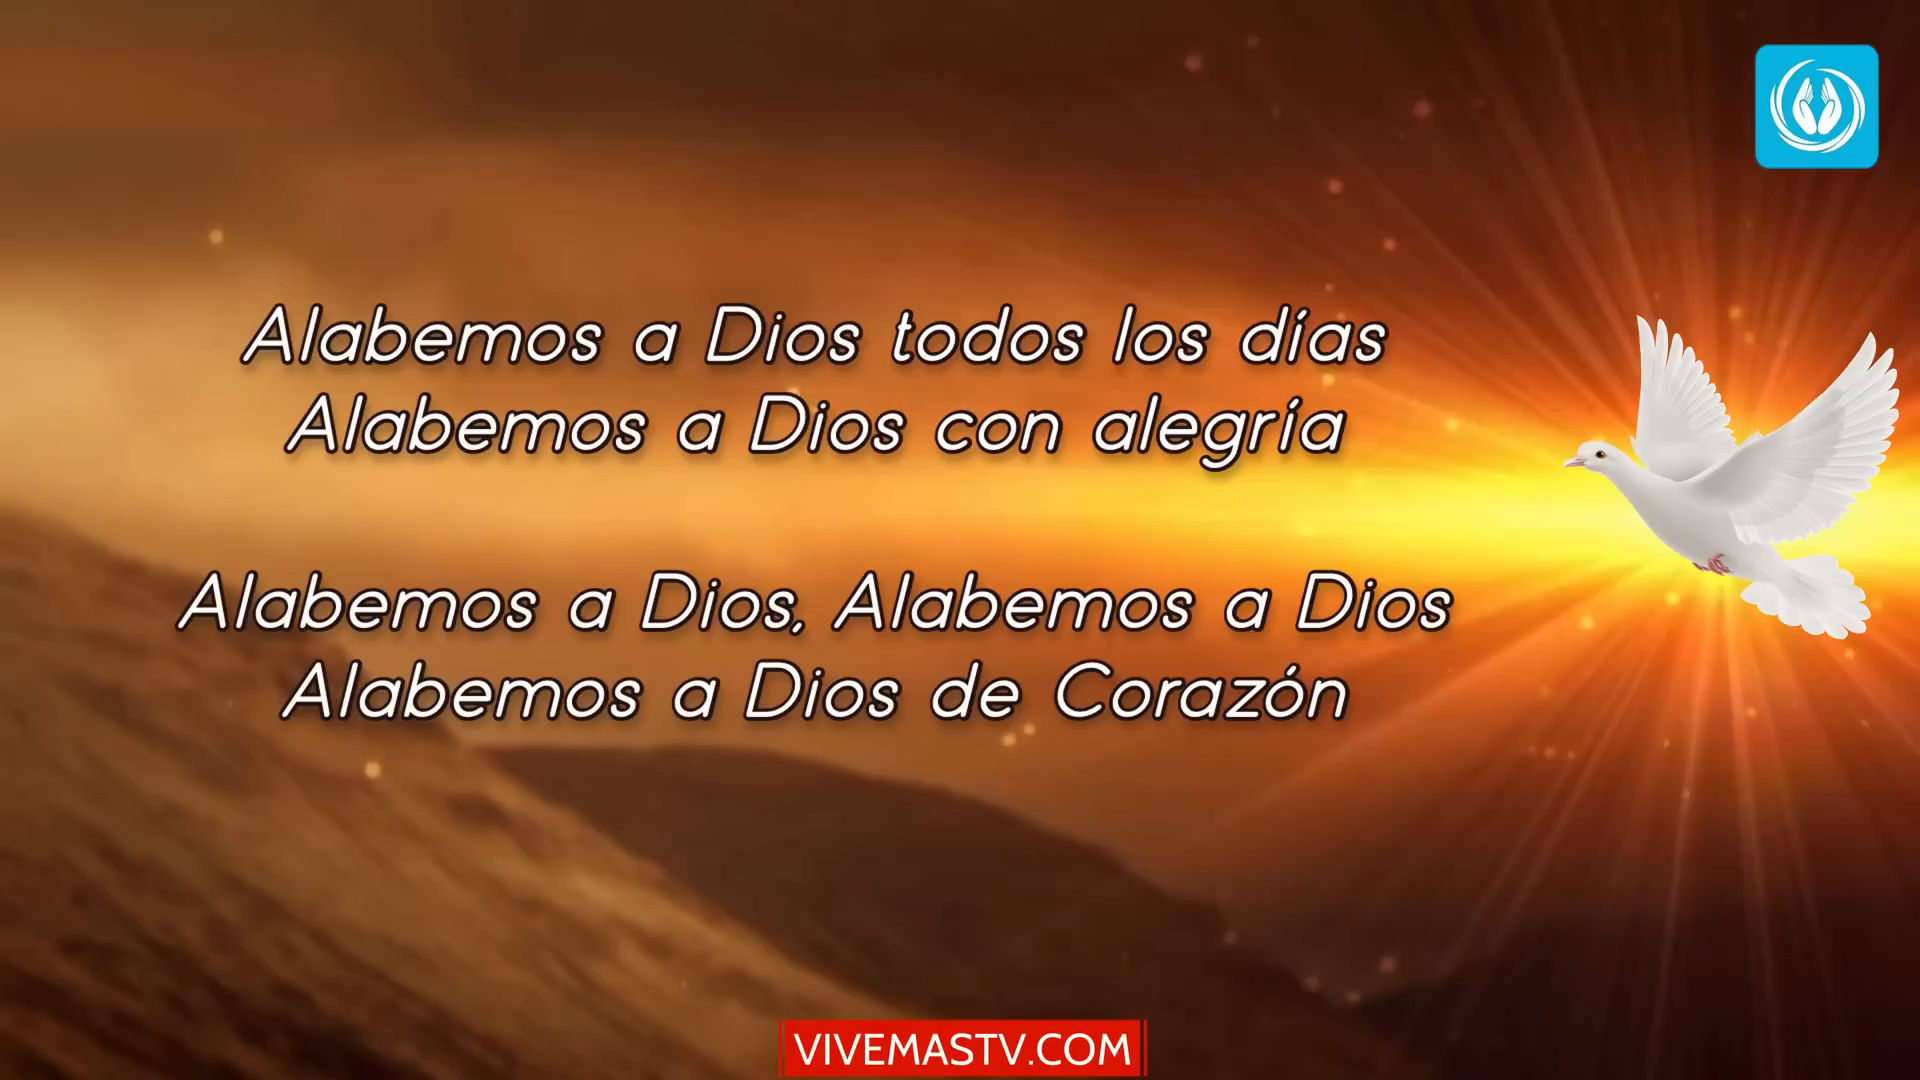 Alabemos a Dios todos los días
Alabemos a Dios con alegría
Alabemos a Dios, Alabemos a Dios
Alabemos a Dios de Corazón
VIVEMASTV.COM